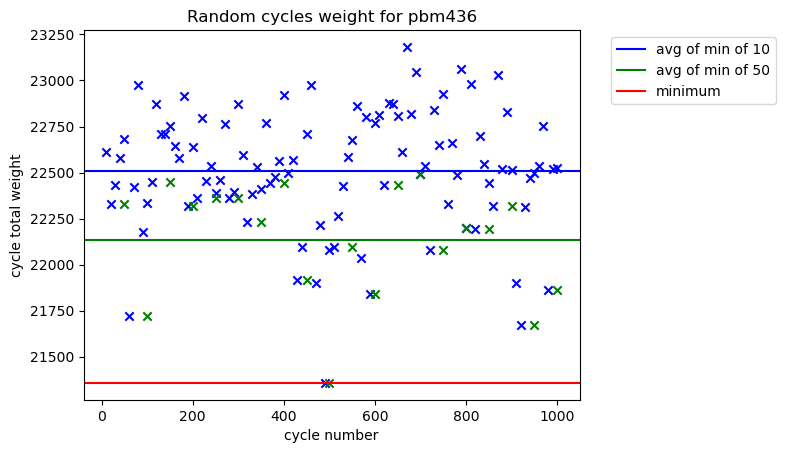 Random cycles weight for pbm436
23250
23000
22750
22500
22250
22000
21750
21500
cycle total weight
0
200
400
600
800
1000
cycle number
avg of min of 10
avg of min of 50
minimum